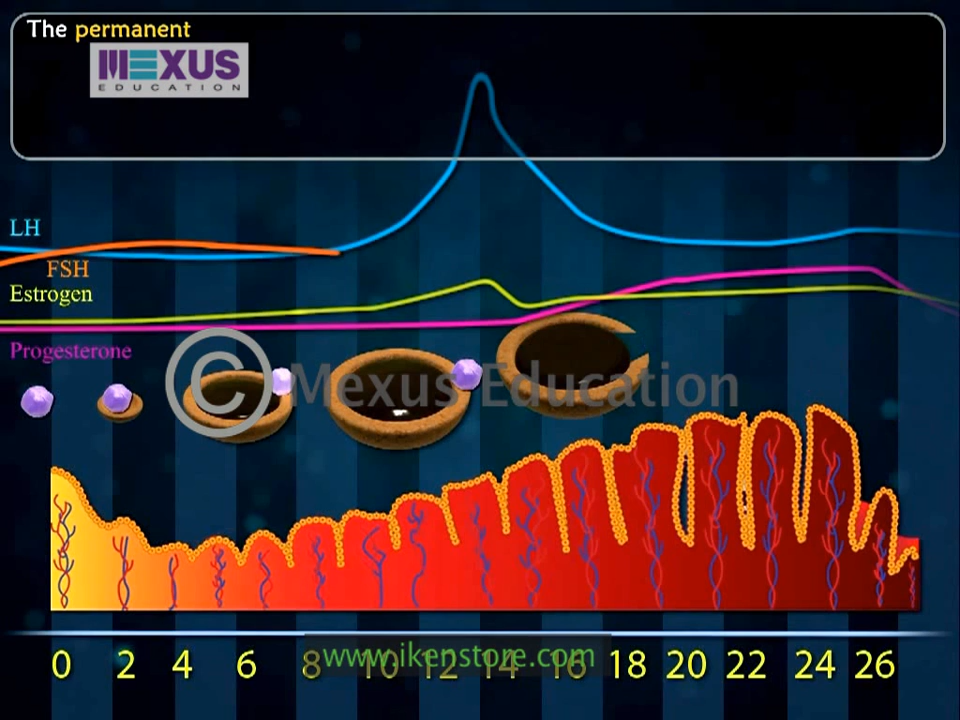 The permanent
MEXUS
EDUCATION
LH
FSH
Estrogen
Progesterone
© Mexus Education
www.ikenstore.com
0 2 4 6 8 10 12 14 16 18 20 22 24 26